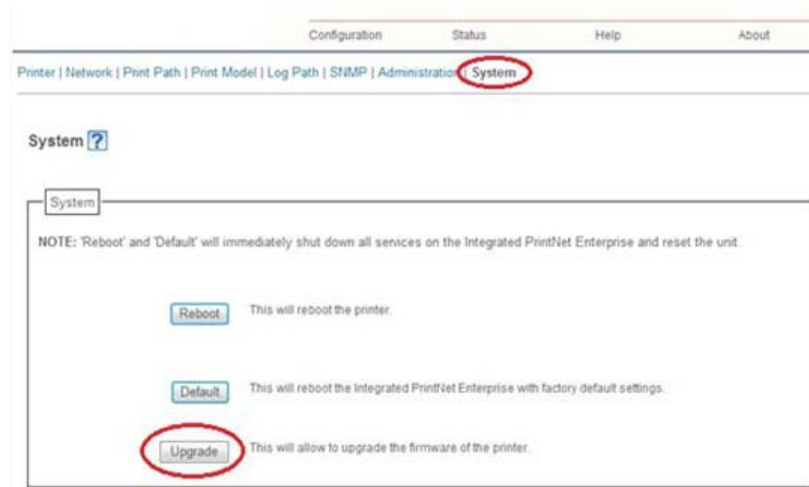 Configuration Status Help About
Printer | Network | Print Path | Print Model | Log Path | SNMP | Administration | System
System ?
System
NOTE: 'Reboot' and 'Default' will immediately shut down all services on the Integrated PrintNet Enterprise and reset the unit.
Reboot This will reboot the printer.
Default This will reboot the Integrated PrintNet Enterprise with factory default settings.
Upgrade This will allow to upgrade the firmware of the printer.